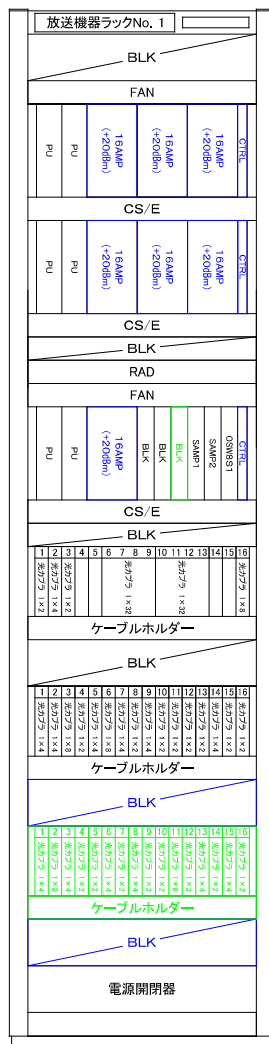 放送機器ラックNo. 1
BLK
FAN
PU PU 16AMP (+20dBm) 16AMP (+20dBm) 16AMP (+20dBm) CTRL
CS/E
PU PU 16AMP (+20dBm) 16AMP (+20dBm) 16AMP (+20dBm) CTRL
CS/E
BLK
RAD
FAN
PU PU 16AMP (+20dBm) BLK BLK BLK SAMP1 SAMP2 OSW8S1 CTRL
CS/E
BLK
1 2 3 4 5 6 7 8 9 10 11 12 13 14 15 16
光カプラ 1×2 光カプラ 1×4 光カプラ 1×2 光カプラ 1×32 光カプラ 1×32 光カプラ 1×8
ケーブルホルダー
BLK
1 2 3 4 5 6 7 8 9 10 11 12 13 14 15 16
ケーブルホルダー
BLK
1 2 3 4 5 6 7 8 9 10 11 12 13 14 15 16
ケーブルホルダー
BLK
電源開閉器